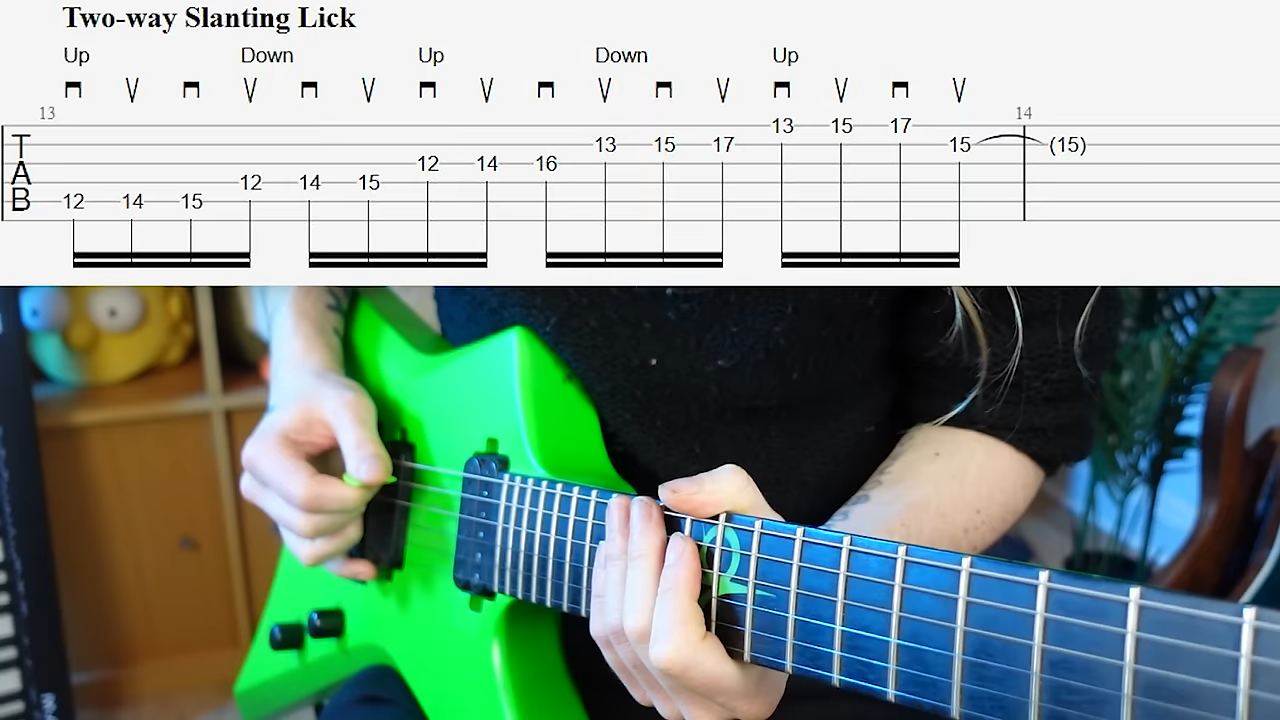 Two-way Slanting Lick
Up Down Up Down Up
13 14
T
A
B
13 15 17
13 15 17 15 (15)
12 14 16
12 14 15
12 14 15